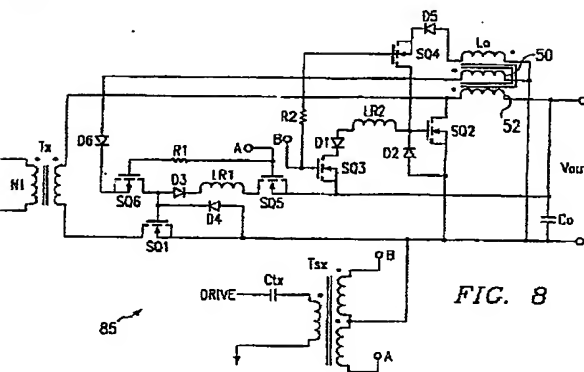 D5
SQ4
Lo
50
Tx
D6
R1
A
B
R2
D1
LR2
D2
SQ2
52
SQ3
Vout
N1
D3
LR1
SQ5
SQ6
D4
SQ1
Co
Tsx
B
Ctx
DRIVE
FIG. 8
85
A